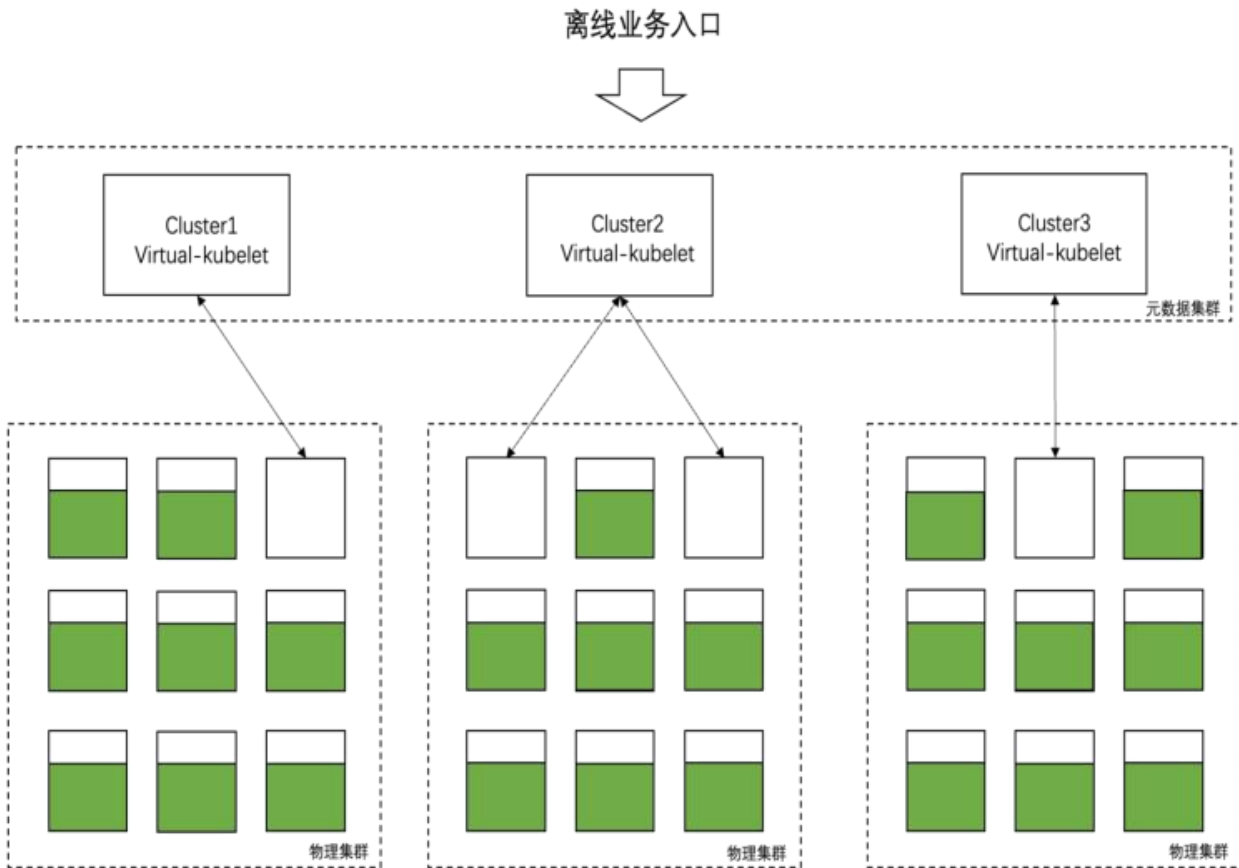 离线业务入口
Cluster1
Virtual-kubelet
Cluster2
Virtual-kubelet
Cluster3
Virtual-kubelet
元数据集群
物理集群
物理集群
物理集群